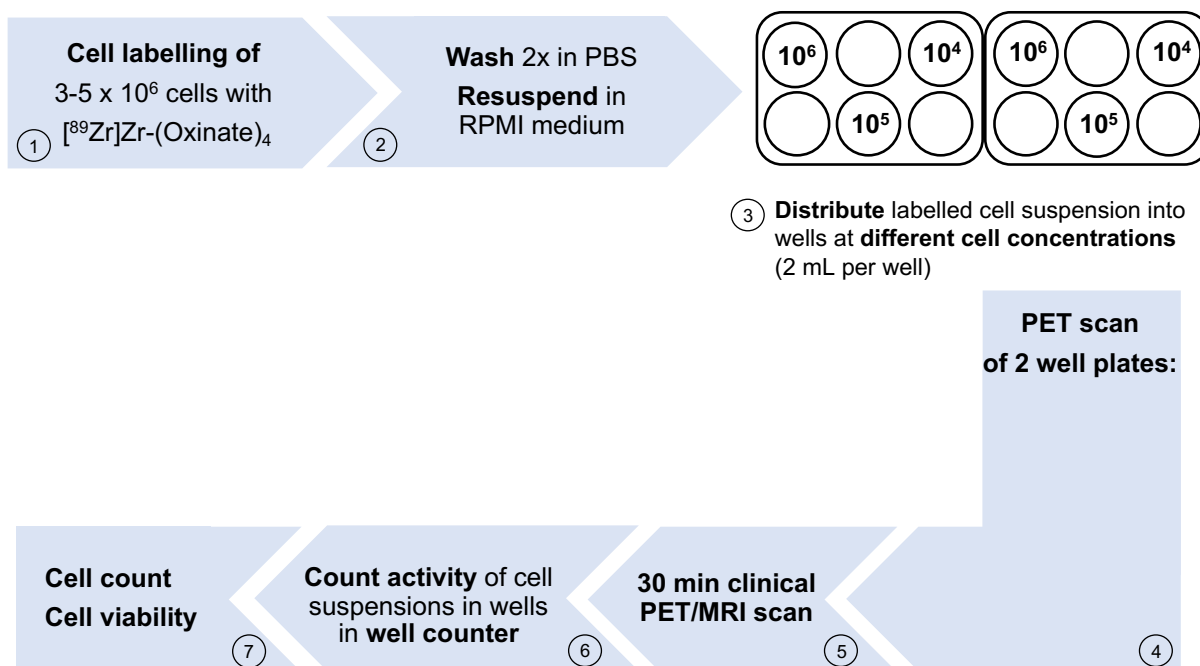 Cell labelling of
3-5 x 10⁶ cells with
[⁸⁹Zr]Zr-(Oxinate)₄
1
Wash 2x in PBS
Resuspend in
RPMI medium
2
10⁶ 10⁴ 10⁶ 10⁴
10⁵ 10⁵
3 Distribute labelled cell suspension into
wells at different cell concentrations
(2 mL per well)
PET scan
of 2 well plates:
4
30 min clinical
PET/MRI scan
5
Count activity of cell
suspensions in wells
in well counter
6
Cell count
Cell viability
7